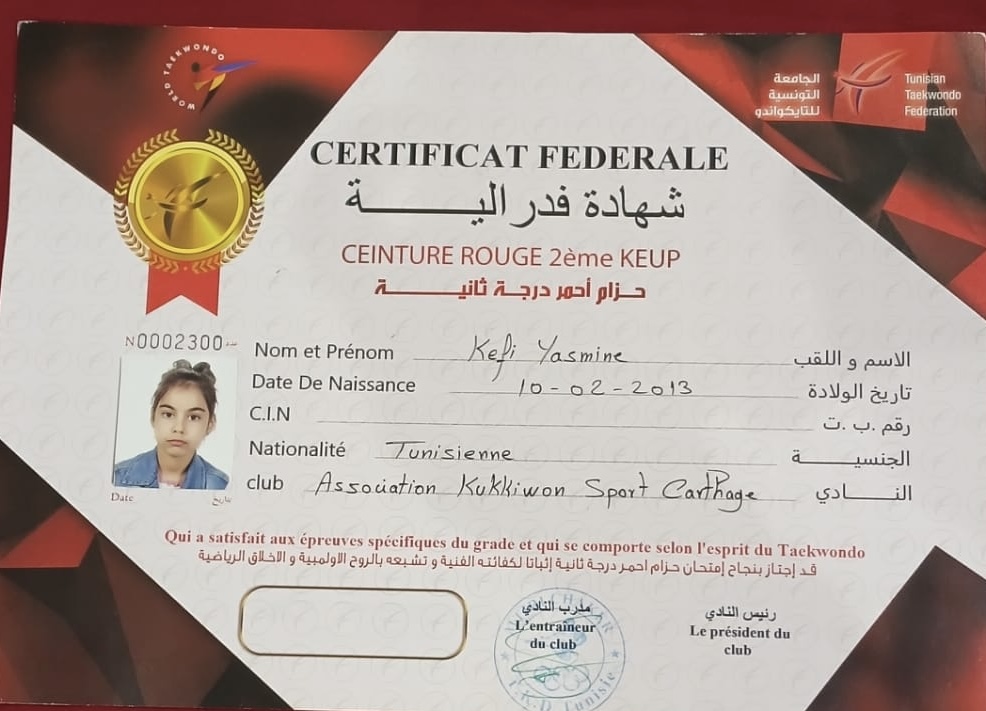 WORLD TAEKWONDO
الجامعة
التونسية
للتايكواندو
Tunisian
Taekwondo
Federation
CERTIFICAT FEDERALE
شهادة فدرالية
CEINTURE ROUGE 2ème KEUP
حزام أحمر درجة ثانية
N0002300
Nom et Prénom Kefi Yasmine الاسم و اللقب
Date De Naissance 10-02-2013 تاريخ الولادة
C.I.N رقم ب. ت.
Nationalité Tunisienne الجنسية
club Association Kukkiwon Sport Carthage النادي
Date تاريخ
Qui a satisfait aux épreuves spécifiques du grade et qui se comporte selon l'esprit du Taekwondo
قد إجتاز بنجاح إمتحان حزام احمر درجة ثانية إثباتا لكفائته الفنية و تشبعه بالروح الاولمبية و الاخلاق الرياضية
مدرب النادي
L'entraîneur
du club
Tunisie
رئيس النادي
Le président du
club